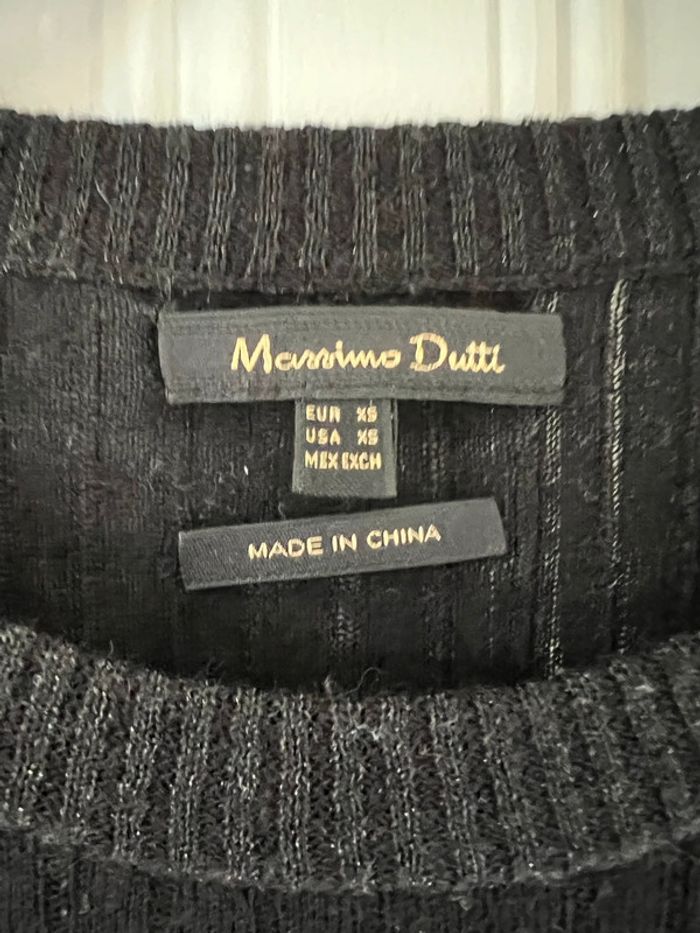 Massimo Dutti
EUR XS
USA XS
MEX EXCH
MADE IN CHINA